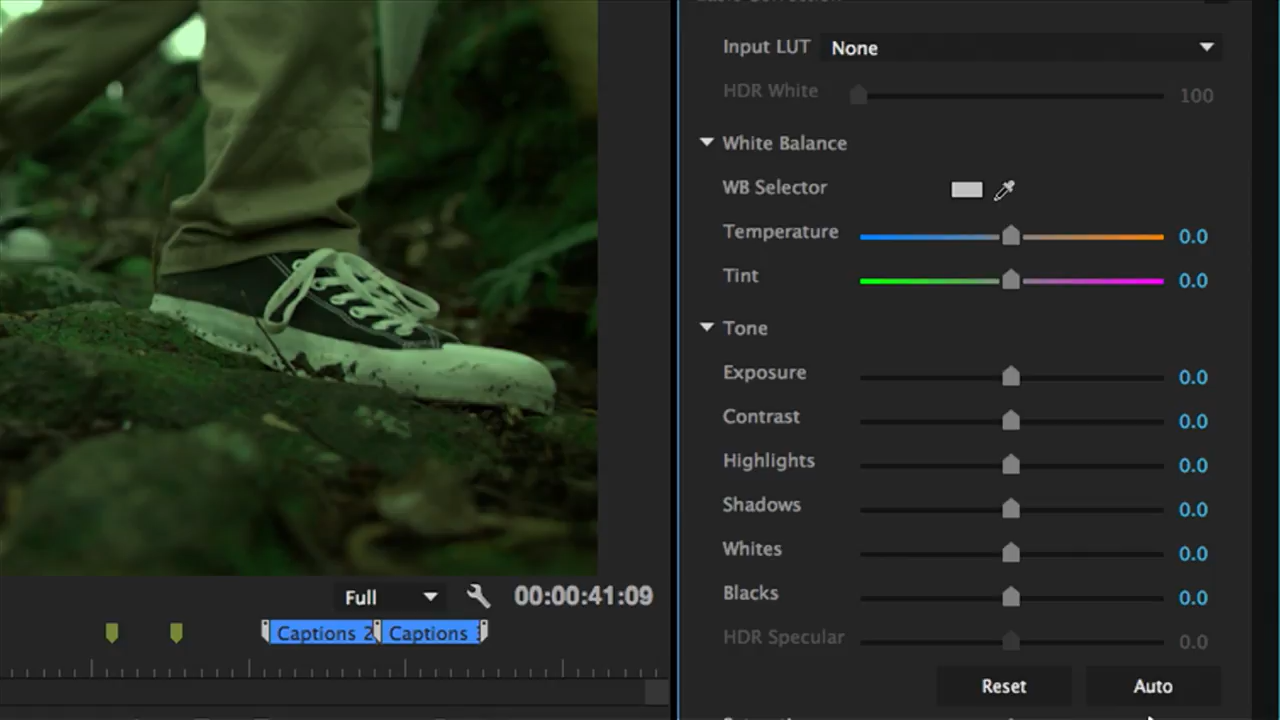 Input LUT None
HDR White 100
White Balance
WB Selector
Temperature 0.0
Tint 0.0
Tone
Exposure 0.0
Contrast 0.0
Highlights 0.0
Shadows 0.0
Whites 0.0
Blacks 0.0
HDR Specular 0.0
Reset Auto
Full 00:00:41:09
Captions 2 Captions